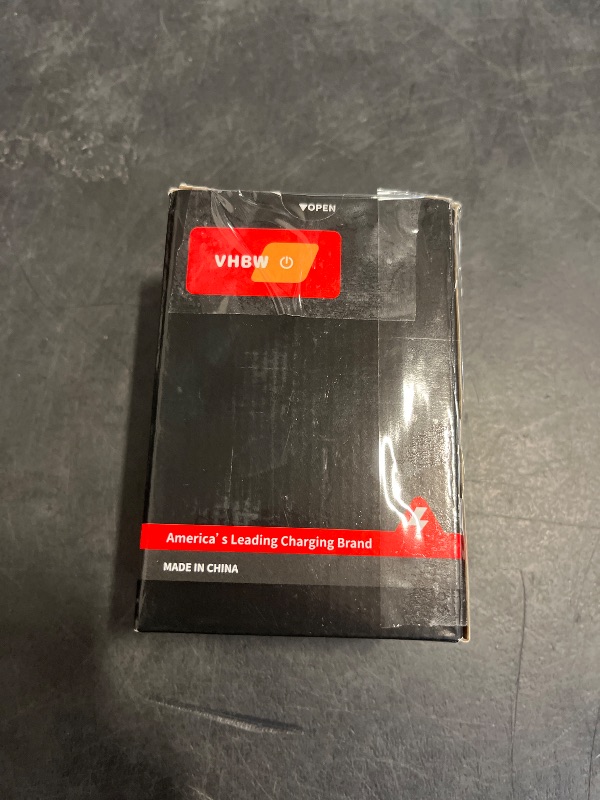 ▼OPEN
VHBW
America's Leading Charging Brand
MADE IN CHINA